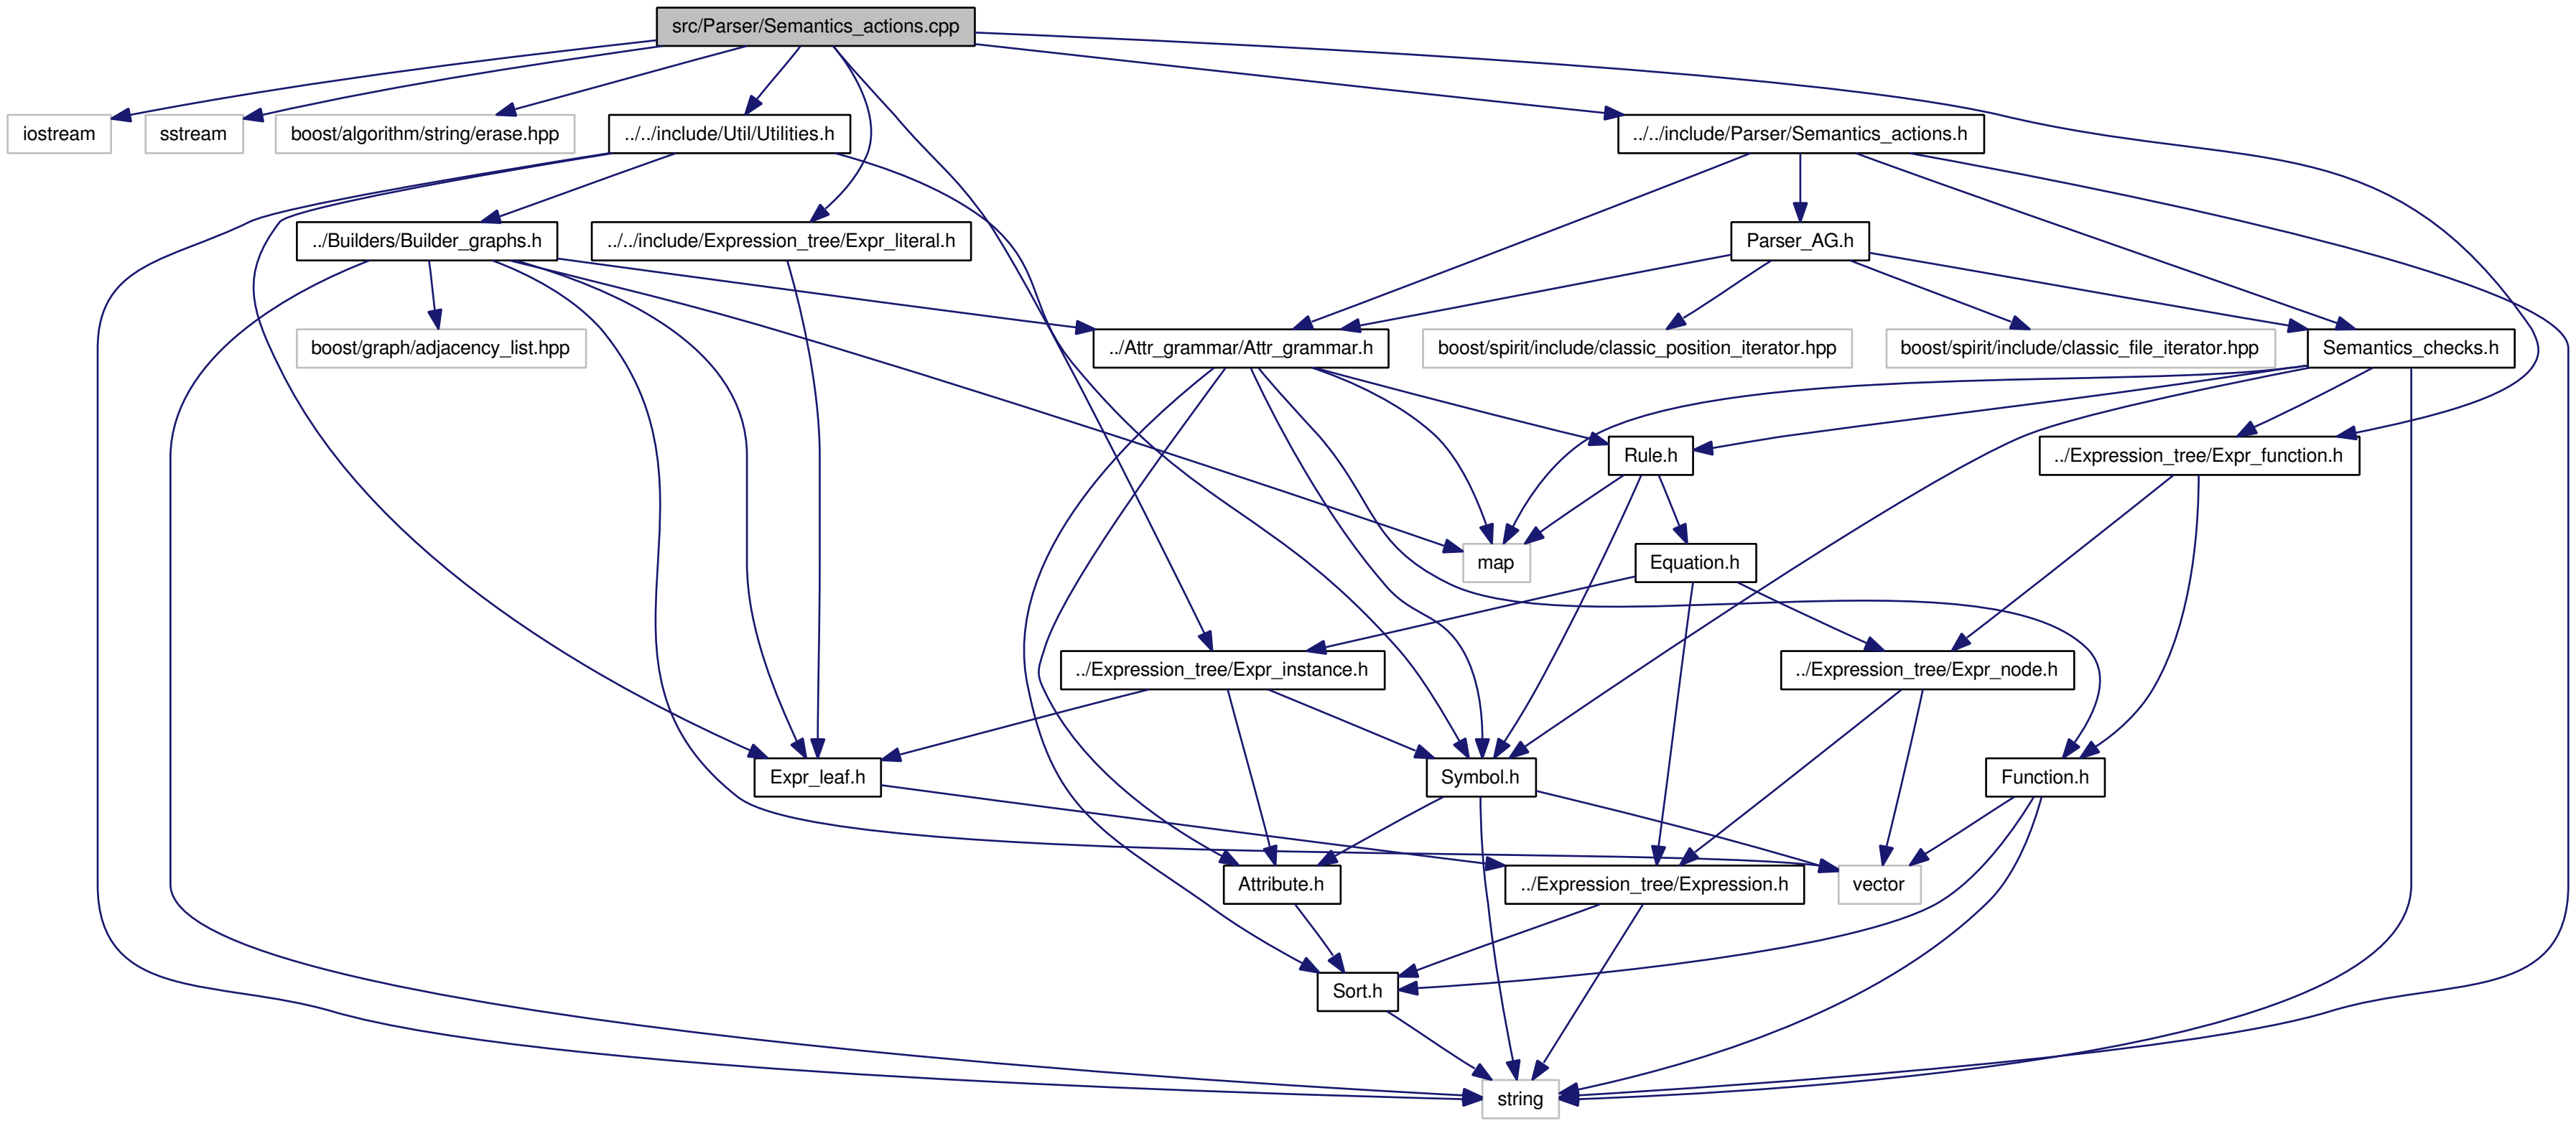 src/Parser/Semantics_actions.cpp
iostream
sstream
boost/algorithm/string/erase.hpp
../../include/Util/Utilities.h
../../include/Parser/Semantics_actions.h
../Builders/Builder_graphs.h
../../include/Expression_tree/Expr_literal.h
Parser_AG.h
boost/graph/adjacency_list.hpp
../Attr_grammar/Attr_grammar.h
boost/spirit/include/classic_position_iterator.hpp
boost/spirit/include/classic_file_iterator.hpp
Semantics_checks.h
Rule.h
../Expression_tree/Expr_function.h
map
Equation.h
../Expression_tree/Expr_instance.h
../Expression_tree/Expr_node.h
Expr_leaf.h
Symbol.h
Function.h
Attribute.h
../Expression_tree/Expression.h
vector
Sort.h
string